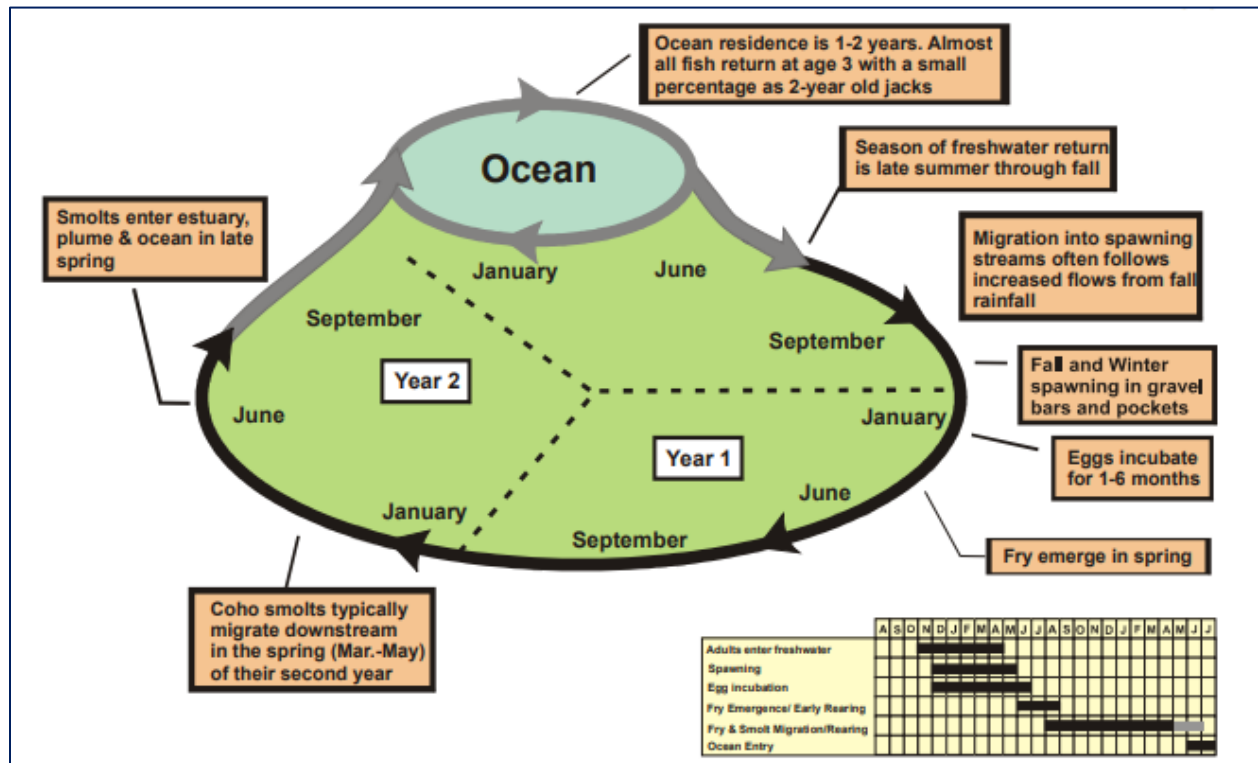 Ocean residence is 1-2 years. Almost
all fish return at age 3 with a small
percentage as 2-year old jacks
Ocean
Season of freshwater return
is late summer through fall
Smolts enter estuary,
plume & ocean in late
spring
Migration into spawning
streams often follows
increased flows from fall
rainfall
January
June
September
September
Year 2
Fall and Winter
spawning in gravel
bars and pockets
June
January
Year 1
Eggs incubate
for 1-6 months
June
January
September
Fry emerge in spring
Coho smolts typically
migrate downstream
in the spring (Mar.-May)
of their second year
A S O N D J F M A M J J A S O N D J F M A M J J
Adults enter freshwater
Spawning
Egg incubation
Fry Emergence/ Early Rearing
Fry & Smolt Migration/Rearing
Ocean Entry